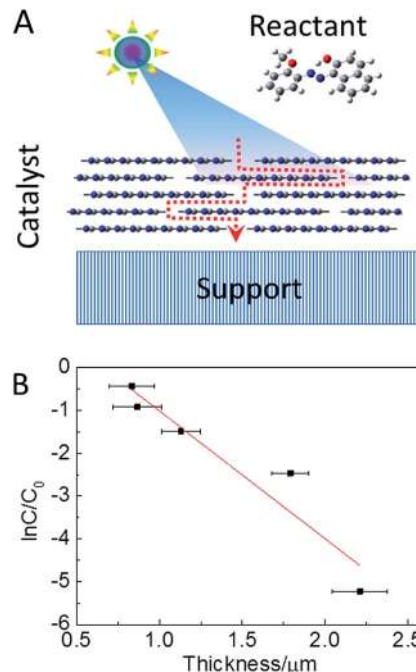 A
Reactant
Catalyst
Support
B
0
-1
-2
-3
-4
-5
-6
lnC/C₀
0.5
1.0
1.5
2.0
2.5
Thickness/μm